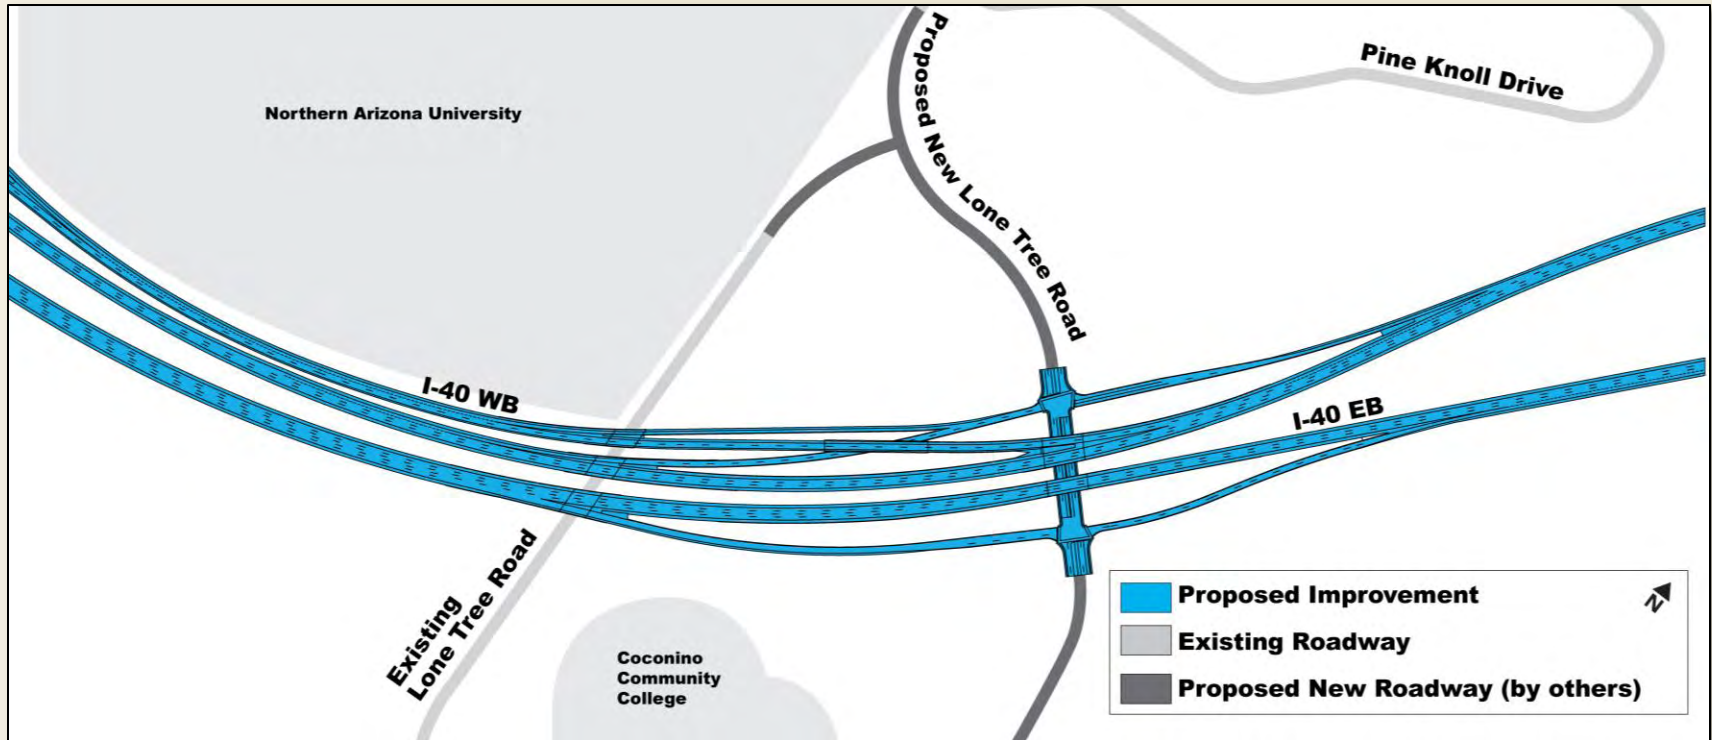 Pine Knoll Drive
Northern Arizona University
Proposed New Lone Tree Road
I-40 WB
I-40 EB
Existing
Lone Tree Road
Coconino
Community
College
Proposed Improvement
Existing Roadway
Proposed New Roadway (by others)
N